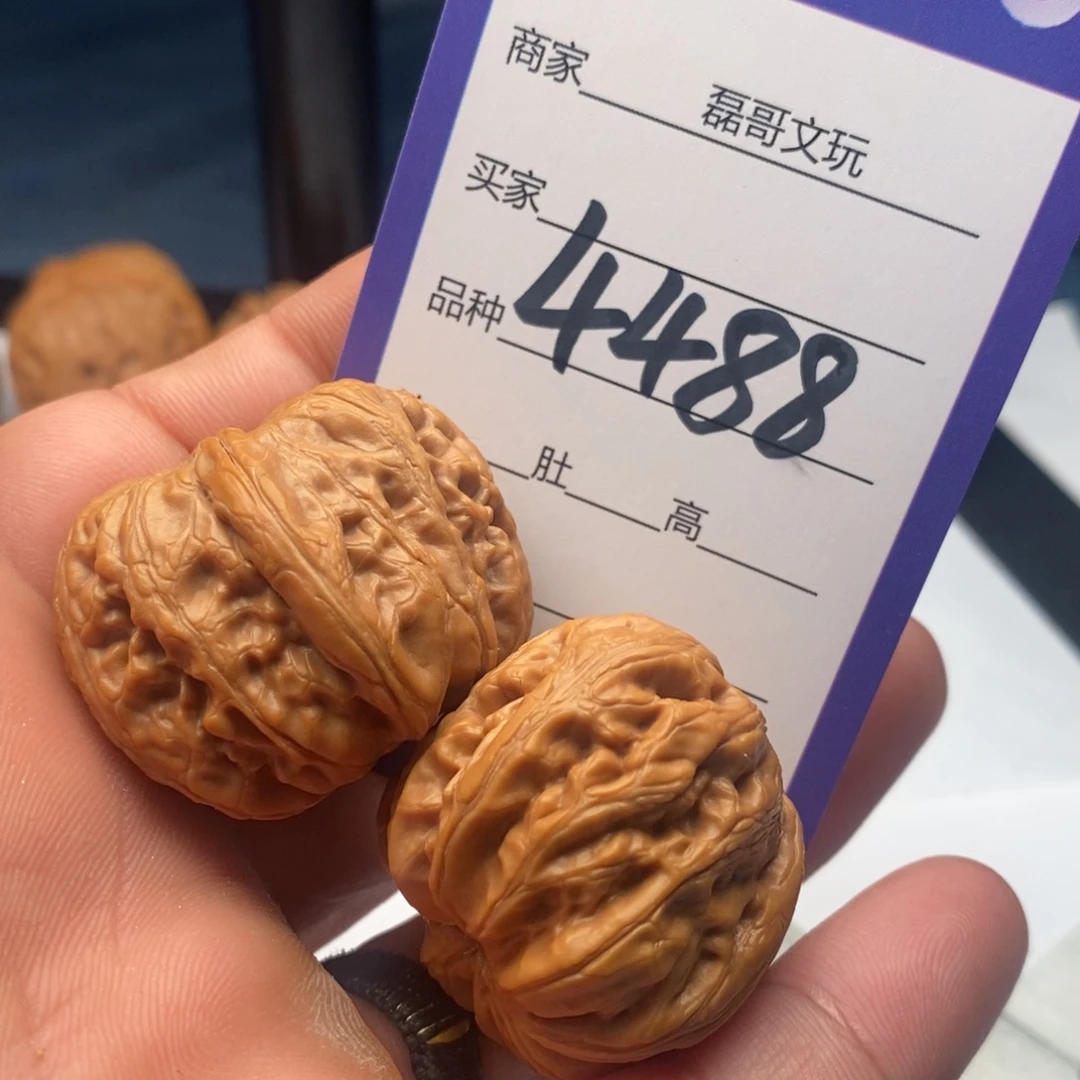 商家 磊哥文玩
买家
品种 4488
肚 高